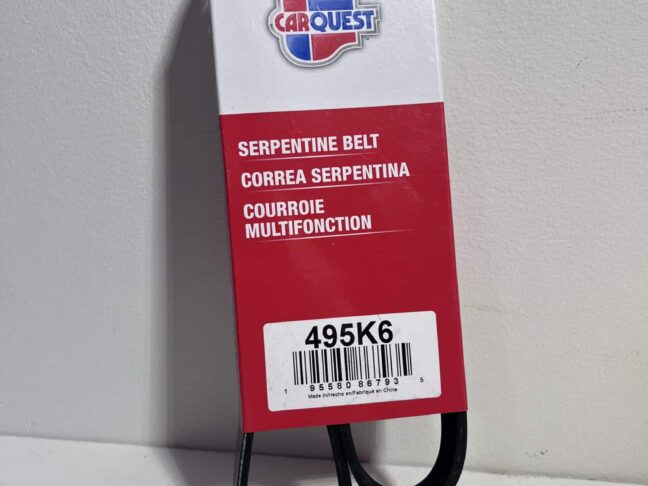 CARQUEST
SERPENTINE BELT
CORREA SERPENTINA
COURROIE
MULTIFONCTION
495K6
1 95580 86793 5
Made in/Hecho en/Fabriqué en China